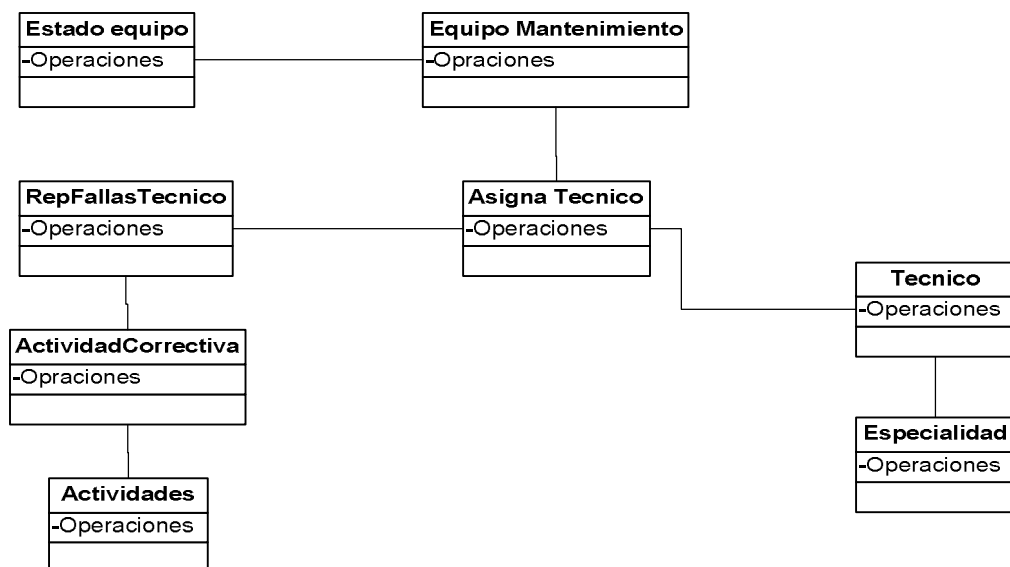 Estado equipo
-Operaciones
Equipo Mantenimiento
-Opraciones
RepFallasTecnico
-Operaciones
Asigna Tecnico
-Operaciones
Tecnico
-Operaciones
ActividadCorrectiva
-Opraciones
Especialidad
-Operaciones
Actividades
-Operaciones